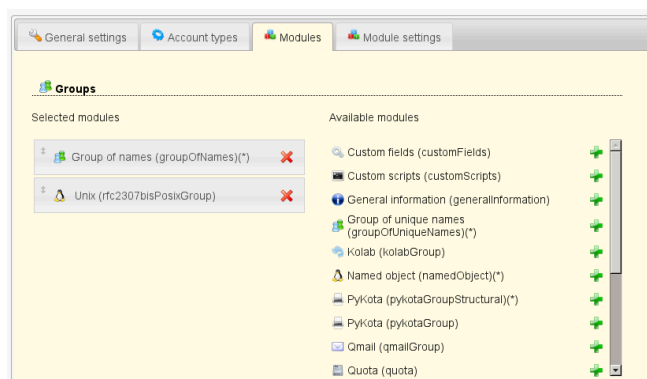 General settings
Account types
Modules
Module settings
Groups
Selected modules
Available modules
Group of names (groupOfNames)(*)
Unix (rfc2307bisPosixGroup)
Custom fields (customFields)
Custom scripts (customScripts)
General information (generalInformation)
Group of unique names
(groupOfUniqueNames)(*)
Kolab (kolabGroup)
Named object (namedObject)(*)
PyKota (pykotaGroupStructural)(*)
PyKota (pykotaGroup)
Qmail (qmailGroup)
Quota (quota)